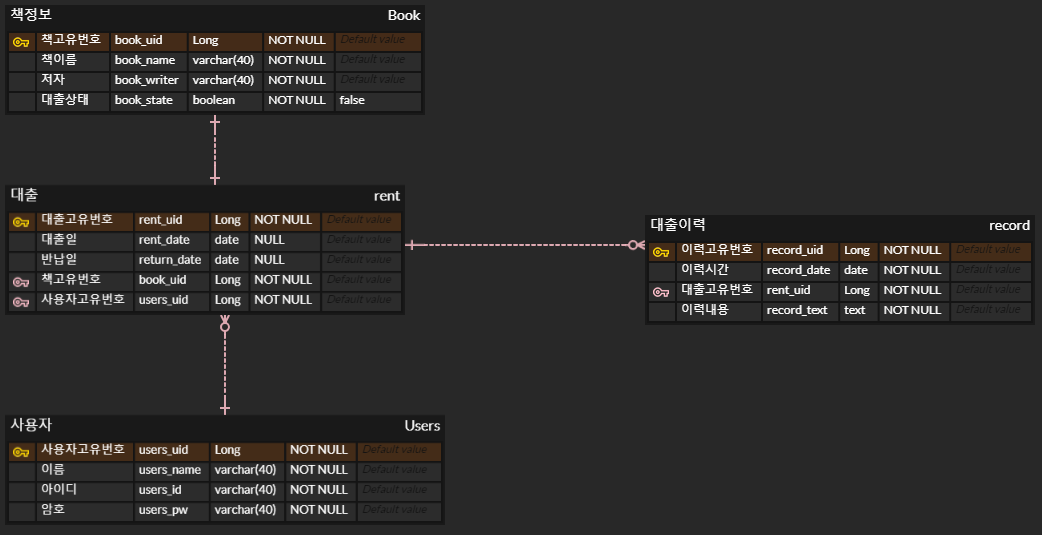 책정보 Book
책고유번호 book_uid Long NOT NULL Default value
책이름 book_name varchar(40) NOT NULL Default value
저자 book_writer varchar(40) NOT NULL Default value
대출상태 book_state boolean NOT NULL false
대출 rent
대출고유번호 rent_uid Long NOT NULL Default value
대출일 rent_date date NULL Default value
반납일 return_date date NULL Default value
책고유번호 book_uid Long NOT NULL Default value
사용자고유번호 users_uid Long NOT NULL Default value
대출이력 record
이력고유번호 record_uid Long NOT NULL Default value
이력시간 record_date date NOT NULL Default value
대출고유번호 rent_uid Long NOT NULL Default value
이력내용 record_text text NOT NULL Default value
사용자 Users
사용자고유번호 users_uid Long NOT NULL Default value
이름 users_name varchar(40) NOT NULL Default value
아이디 users_id varchar(40) NOT NULL Default value
암호 users_pw varchar(40) NOT NULL Default value